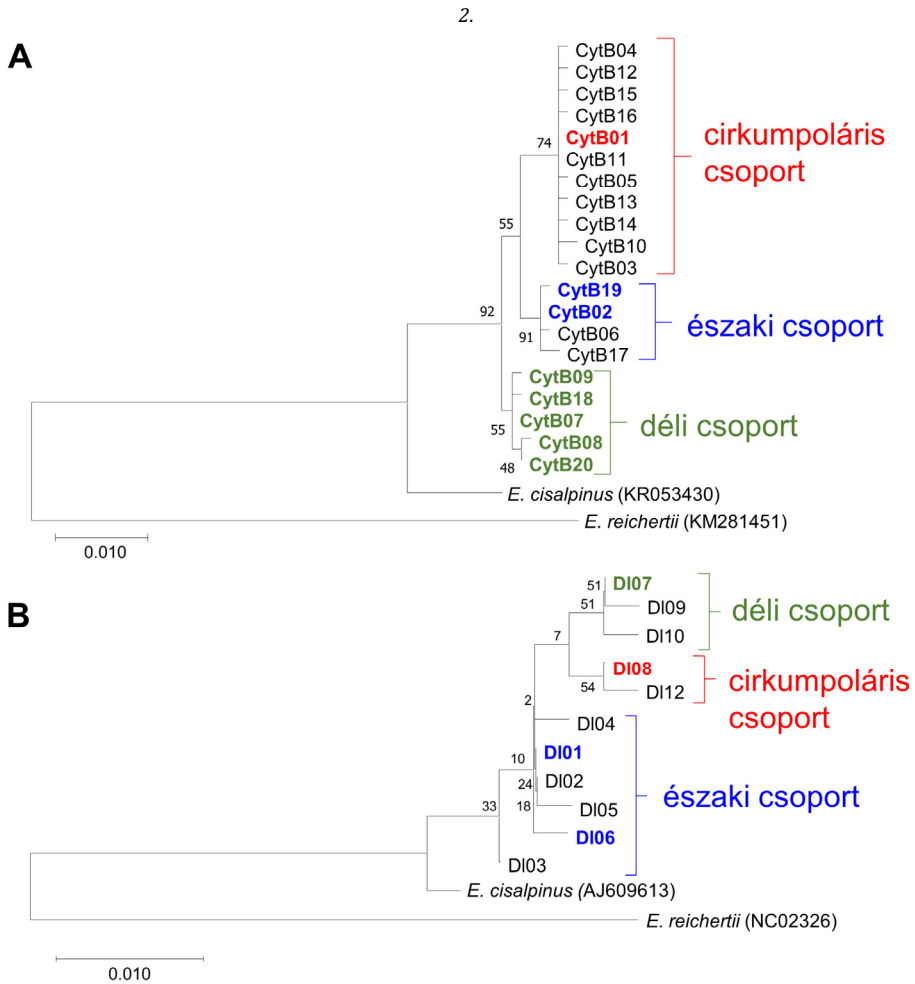 2.
A
CytB04
CytB12
CytB15
CytB16
CytB01
CytB11
CytB05
CytB13
CytB14
CytB10
CytB03
74
cirkumpoláris
csoport
55
CytB19
CytB02
CytB06
CytB17
91
északi csoport
92
CytB09
CytB18
CytB07
CytB08
CytB20
55
48
déli csoport
E. cisalpinus (KR053430)
E. reichertii (KM281451)
0.010
B
51
Dl07
51
Dl09
Dl10
déli csoport
7
Dl08
54
Dl12
cirkumpoláris
csoport
2
Dl04
10
Dl01
24
Dl02
18
Dl05
Dl06
északi csoport
33
Dl03
E. cisalpinus (AJ609613)
E. reichertii (NC02326)
0.010